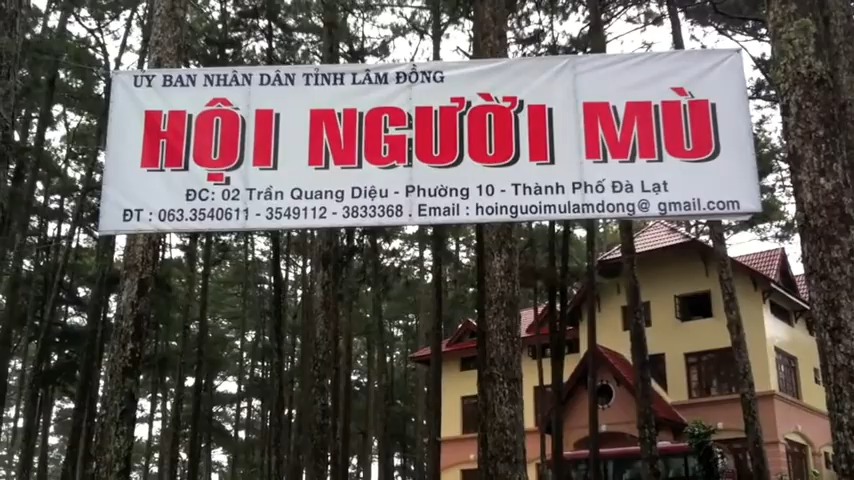 ỦY BAN NHÂN DÂN TỈNH LÂM ĐỒNG
HỘI NGƯỜI MÙ
ĐC: 02 Trần Quang Diệu - Phường 10 - Thành Phố Đà Lạt
ĐT : 063.3540611 - 3549112 - 3833368 . Email : hoinguoimulamdong@ gmail.com